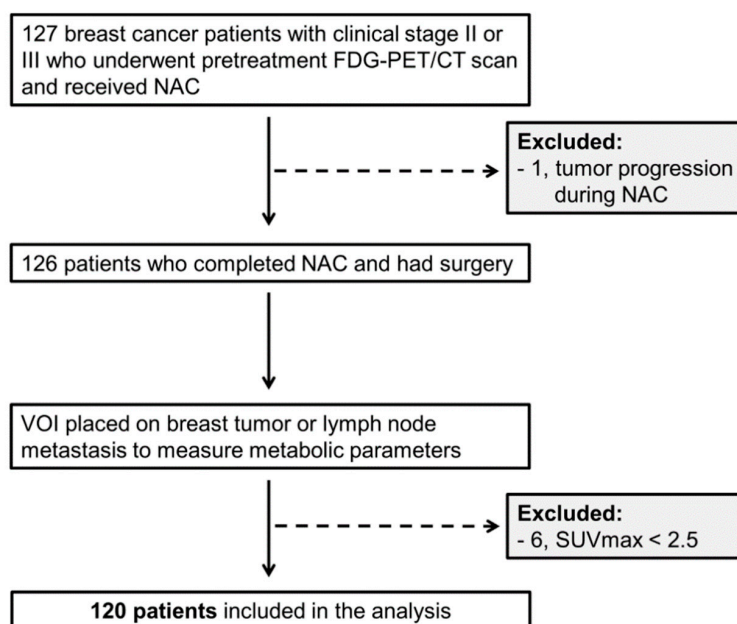 127 breast cancer patients with clinical stage II or
III who underwent pretreatment FDG-PET/CT scan
and received NAC
Excluded:
- 1, tumor progression
during NAC
126 patients who completed NAC and had surgery
VOI placed on breast tumor or lymph node
metastasis to measure metabolic parameters
Excluded:
- 6, SUVmax < 2.5
120 patients included in the analysis